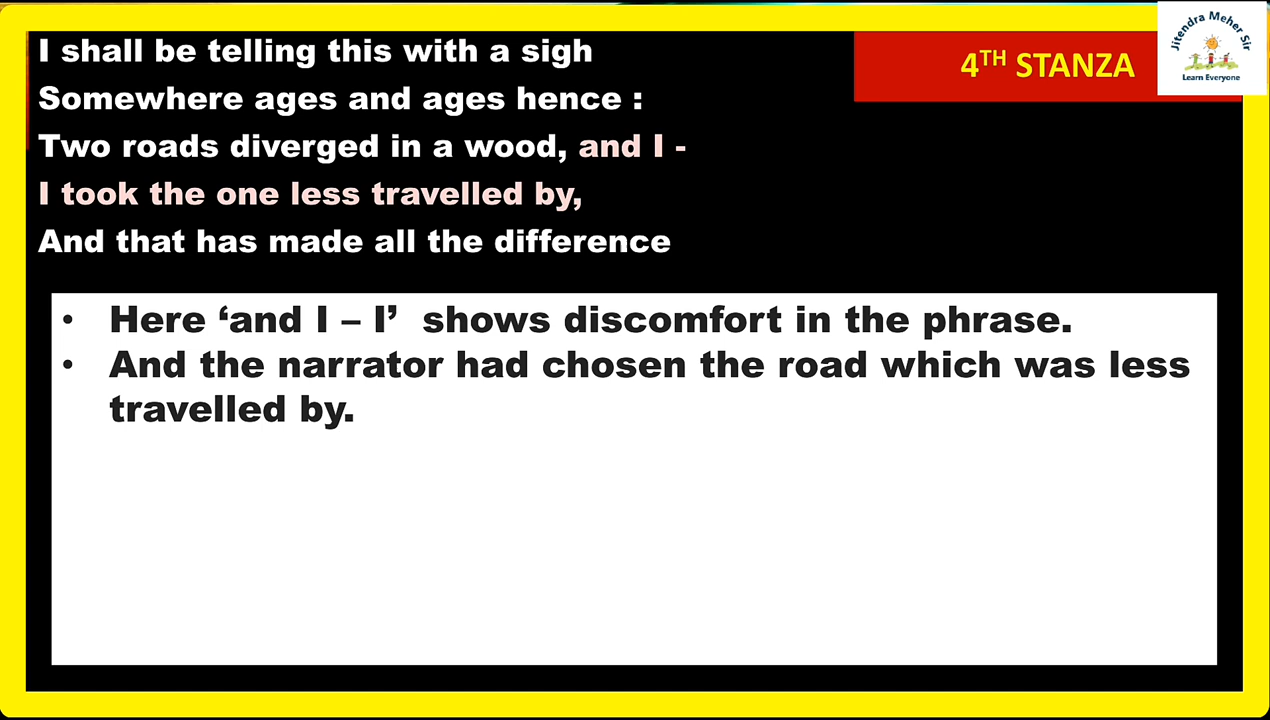 I shall be telling this with a sigh
Somewhere ages and ages hence :
Two roads diverged in a wood, and I -
I took the one less travelled by,
And that has made all the difference
4TH STANZA
Jitendra Meher Sir
Learn Everyone
• Here ‘and I – I’ shows discomfort in the phrase.
• And the narrator had chosen the road which was less
travelled by.